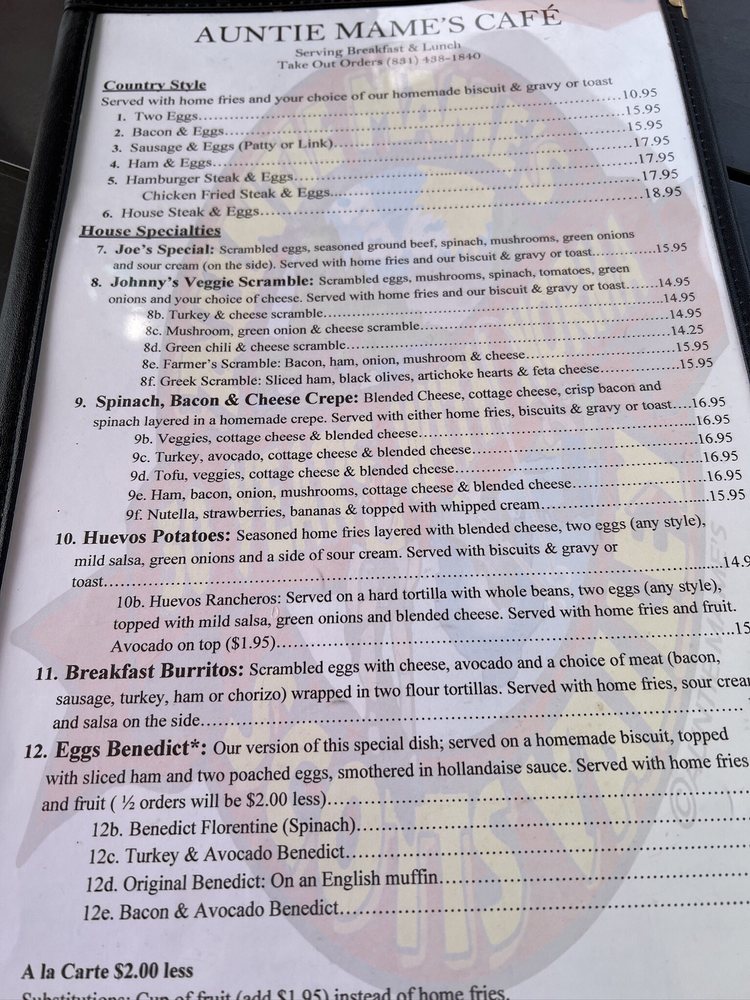 AUNTIE MAME'S CAFÉ
Serving Breakfast & Lunch
Take Out Orders (831) 438-1840
Country Style
Served with home fries and your choice of our homemade biscuit & gravy or toast
1. Two Eggs..........10.95
2. Bacon & Eggs..........15.95
3. Sausage & Eggs (Patty or Link)..........15.95
4. Ham & Eggs..........17.95
5. Hamburger Steak & Eggs..........17.95
Chicken Fried Steak & Eggs..........17.95
6. House Steak & Eggs..........18.95
House Specialties
7. Joe's Special: Scrambled eggs, seasoned ground beef, spinach, mushrooms, green onions
and sour cream (on the side). Served with home fries and our biscuit & gravy or toast..........15.95
8. Johnny's Veggie Scramble: Scrambled eggs, mushrooms, spinach, tomatoes, green
onions and your choice of cheese. Served with home fries and our biscuit & gravy or toast.......14.95
8b. Turkey & cheese scramble..........14.95
8c. Mushroom, green onion & cheese scramble..........14.95
8d. Green chili & cheese scramble..........14.25
8e. Farmer's Scramble: Bacon, ham, onion, mushroom & cheese..........15.95
8f. Greek Scramble: Sliced ham, black olives, artichoke hearts & feta cheese..........15.95
9. Spinach, Bacon & Cheese Crepe: Blended Cheese, cottage cheese, crisp bacon and
spinach layered in a homemade crepe. Served with either home fries, biscuits & gravy or toast....16.95
9b. Veggies, cottage cheese & blended cheese..........16.95
9c. Turkey, avocado, cottage cheese & blended cheese..........16.95
9d. Tofu, veggies, cottage cheese & blended cheese..........16.95
9e. Ham, bacon, onion, mushrooms, cottage cheese & blended cheese..........16.95
9f. Nutella, strawberries, bananas & topped with whipped cream..........15.95
10. Huevos Potatoes: Seasoned home fries layered with blended cheese, two eggs (any style),
mild salsa, green onions and a side of sour cream. Served with biscuits & gravy or
toast..........14.9
10b. Huevos Rancheros: Served on a hard tortilla with whole beans, two eggs (any style),
topped with mild salsa, green onions and blended cheese. Served with home fries and fruit.
Avocado on top ($1.95)..........15
11. Breakfast Burritos: Scrambled eggs with cheese, avocado and a choice of meat (bacon,
sausage, turkey, ham or chorizo) wrapped in two flour tortillas. Served with home fries, sour crea
and salsa on the side..........
12. Eggs Benedict*: Our version of this special dish; served on a homemade biscuit, topped
with sliced ham and two poached eggs, smothered in hollandaise sauce. Served with home fries
and fruit ( ½ orders will be $2.00 less)..........
12b. Benedict Florentine (Spinach)..........
12c. Turkey & Avocado Benedict..........
12d. Original Benedict: On an English muffin..........
12e. Bacon & Avocado Benedict..........
A la Carte $2.00 less
Substitutions: Cup of fruit (add $1.95) instead of home fries.